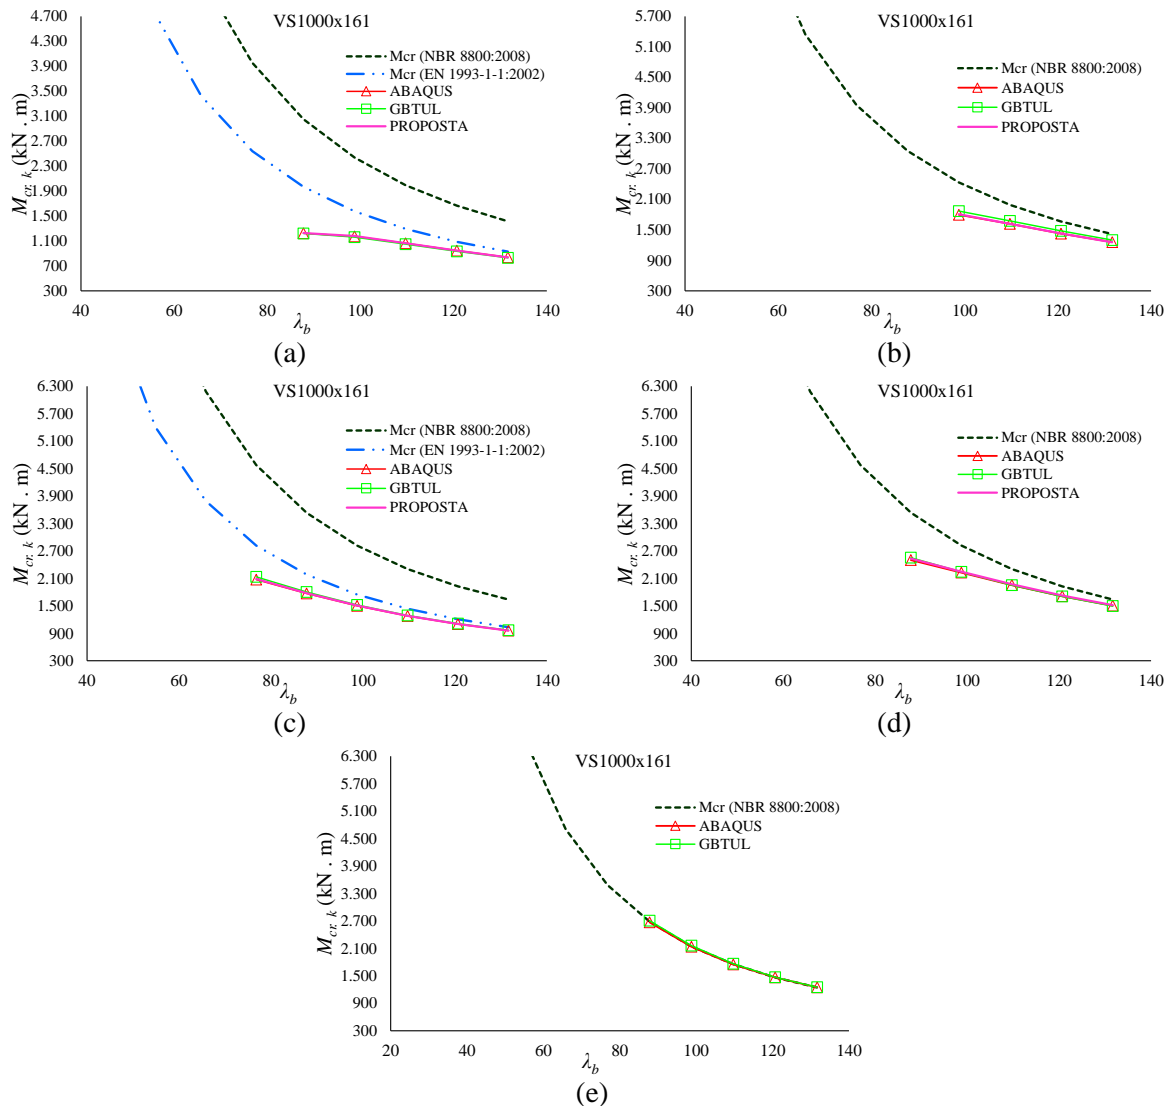 VS1000x161
4.700
4.300
3.900
3.500
3.100
2.700
2.300
1.900
1.500
1.100
700
300
M cr, k (kN . m)
Mcr (NBR 8800:2008)
Mcr (EN 1993-1-1:2002)
ABAQUS
GBTUL
PROPOSTA
40 60 80 100 120 140
λb
(a)
VS1000x161
5.700
5.100
4.500
3.900
3.300
2.700
2.100
1.500
900
300
M cr, k (kN . m)
Mcr (NBR 8800:2008)
ABAQUS
GBTUL
PROPOSTA
40 60 80 100 120 140
λb
(b)
VS1000x161
6.300
5.700
5.100
4.500
3.900
3.300
2.700
2.100
1.500
900
300
M cr, k (kN . m)
Mcr (NBR 8800:2008)
Mcr (EN 1993-1-1:2002)
ABAQUS
GBTUL
PROPOSTA
40 60 80 100 120 140
λb
(c)
VS1000x161
6.300
5.700
5.100
4.500
3.900
3.300
2.700
2.100
1.500
900
300
M cr, k (kN . m)
Mcr (NBR 8800:2008)
ABAQUS
GBTUL
PROPOSTA
40 60 80 100 120 140
λb
(d)
VS1000x161
6.300
5.700
5.100
4.500
3.900
3.300
2.700
2.100
1.500
900
300
M cr, k (kN . m)
Mcr (NBR 8800:2008)
ABAQUS
GBTUL
20 40 60 80 100 120 140
λb
(e)